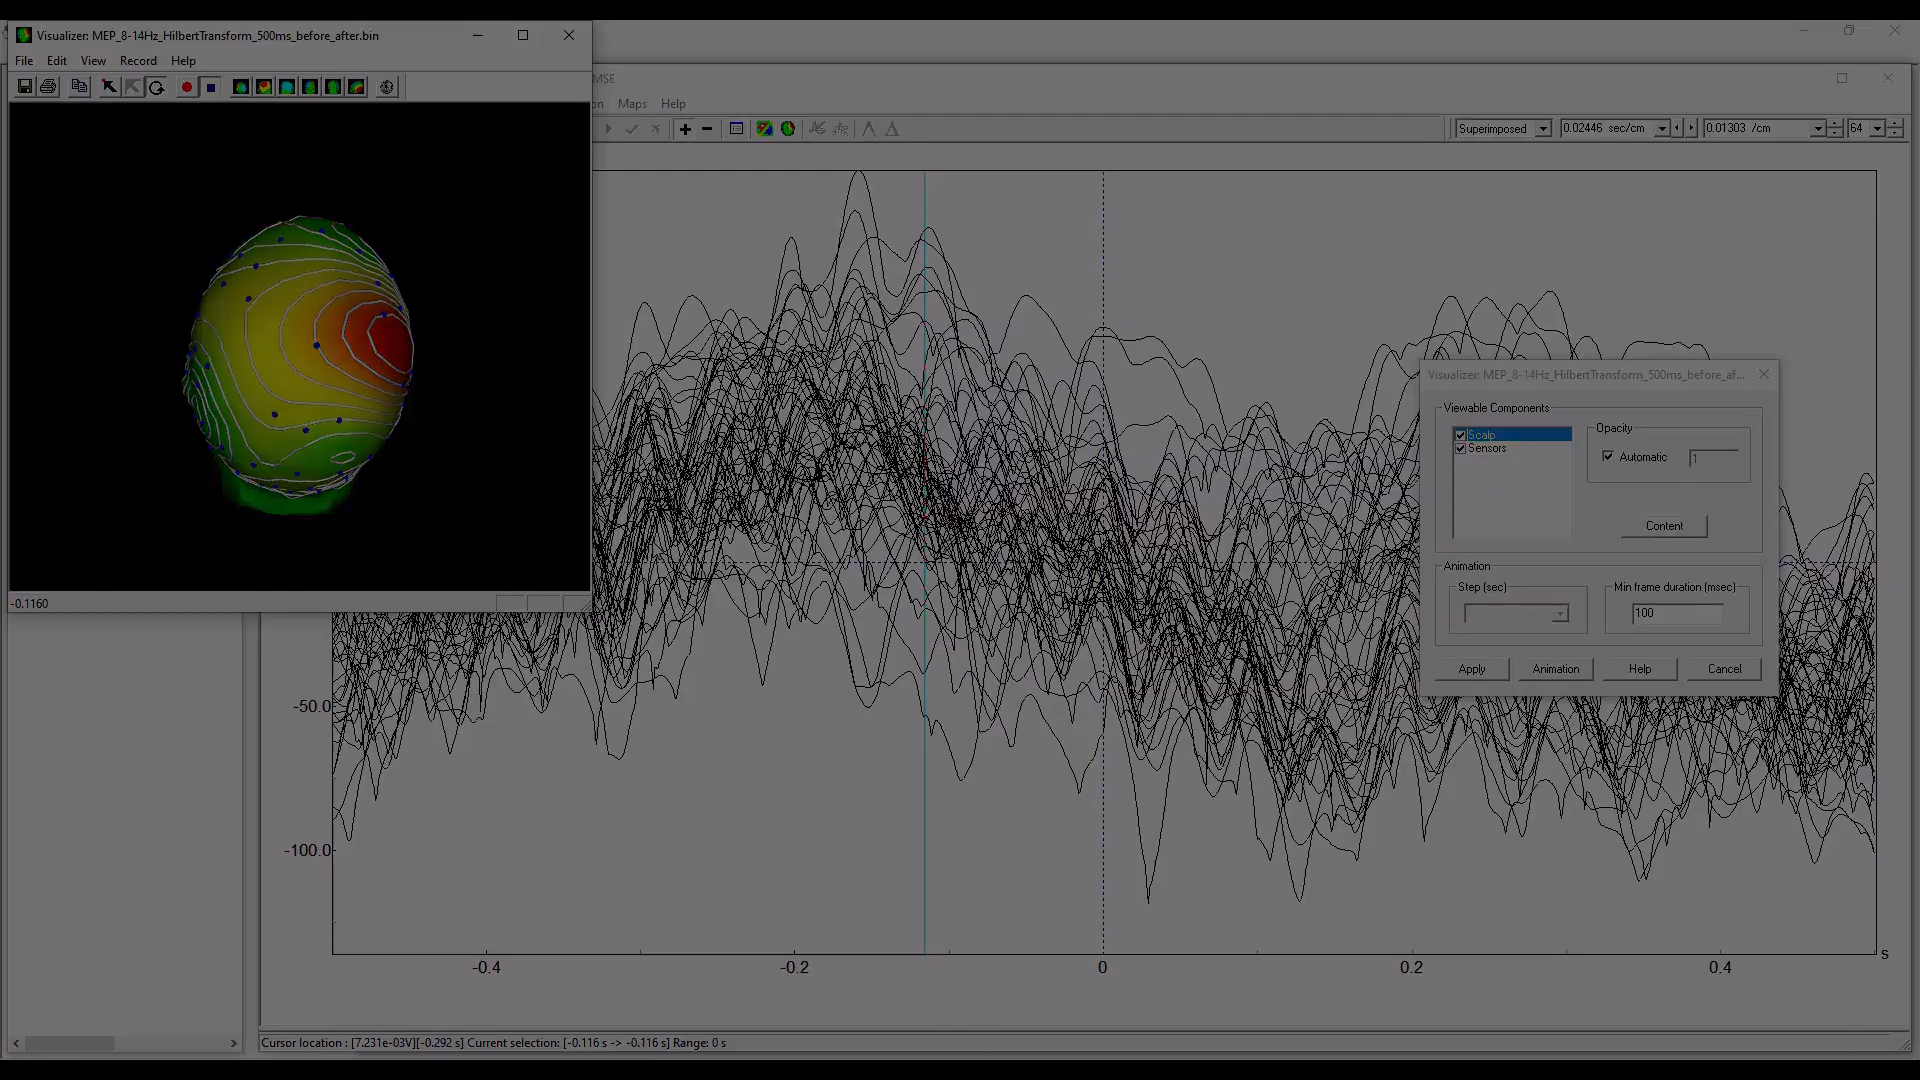 Visualizer: MEP_8-14Hz_HilbertTransform_500ms_before_after.bin
File Edit View Record Help
-0.1160
MSE
on Maps Help
Superimposed 0.02446 sec/cm 0.01303 /cm 64
-50.0
-100.0
-0.4 -0.2 0 0.2 0.4 s
Visualizer: MEP_8-14Hz_HilbertTransform_500ms_before_af...
Viewable Components
Scalp
Sensors
Opacity
Automatic 1
Content
Animation
Step (sec)
Min frame duration (msec)
100
Apply Animation Help Cancel
Cursor location : [7.231e-03V][-0.292 s] Current selection: [-0.116 s -> -0.116 s] Range: 0 s